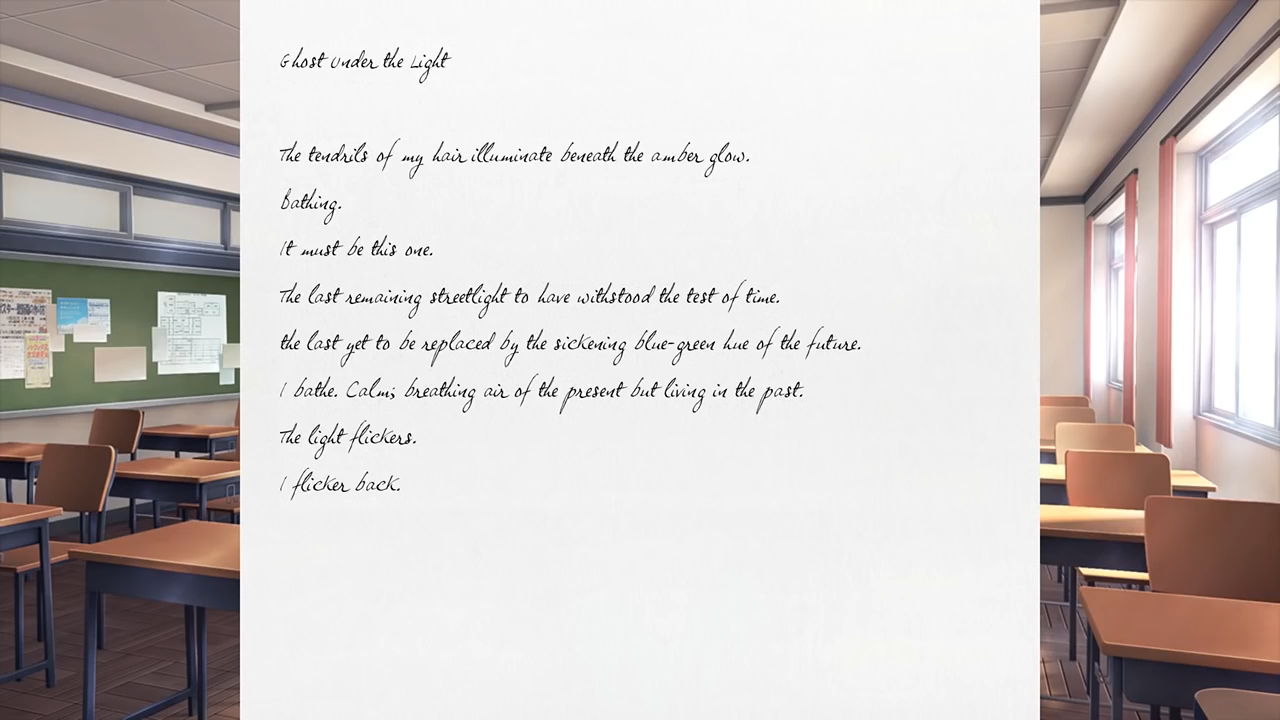 Ghost Under the Light
The tendrils of my hair illuminate beneath the amber glow.
Bathing.
It must be this one.
The last remaining streetlight to have withstood the test of time.
the last yet to be replaced by the sickening blue-green hue of the future.
I bathe. Calm; breathing air of the present but living in the past.
The light flickers.
I flicker back.